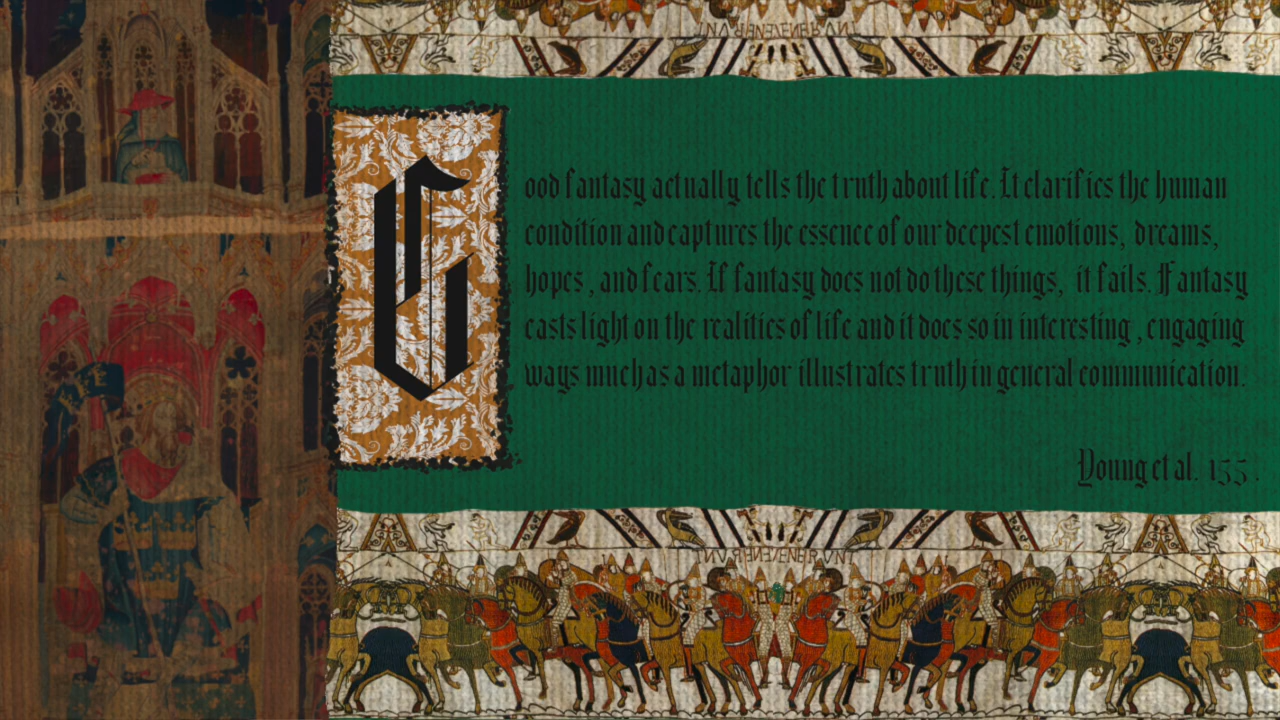 Good fantasy actually tells the truth about life. It clarifies the human
condition and captures the essence of our deepest emotions, dreams,
hopes, and fears. If fantasy does not do these things, it fails. Fantasy
casts light on the realities of life and it does so in interesting, engaging
ways much as a metaphor illustrates truth in general communication.
Young et al. 155.